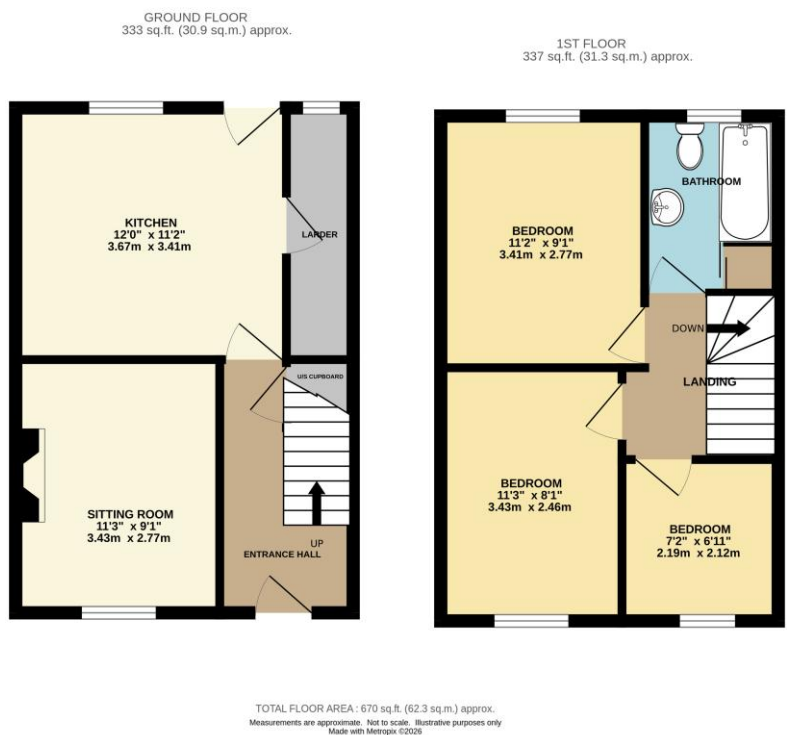 GROUND FLOOR
333 sq.ft. (30.9 sq.m.) approx.
KITCHEN
12'0" x 11'2"
3.67m x 3.41m
LARDER
U/S CUPBOARD
SITTING ROOM
11'3" x 9'1"
3.43m x 2.77m
UP
ENTRANCE HALL
1ST FLOOR
337 sq.ft. (31.3 sq.m.) approx.
BATHROOM
BEDROOM
11'2" x 9'1"
3.41m x 2.77m
DOWN
LANDING
BEDROOM
11'3" x 8'1"
3.43m x 2.46m
BEDROOM
7'2" x 6'11"
2.19m x 2.12m
TOTAL FLOOR AREA : 670 sq.ft. (62.3 sq.m.) approx.
Measurements are approximate. Not to scale. Illustrative purposes only
Made with Metropix ©2026